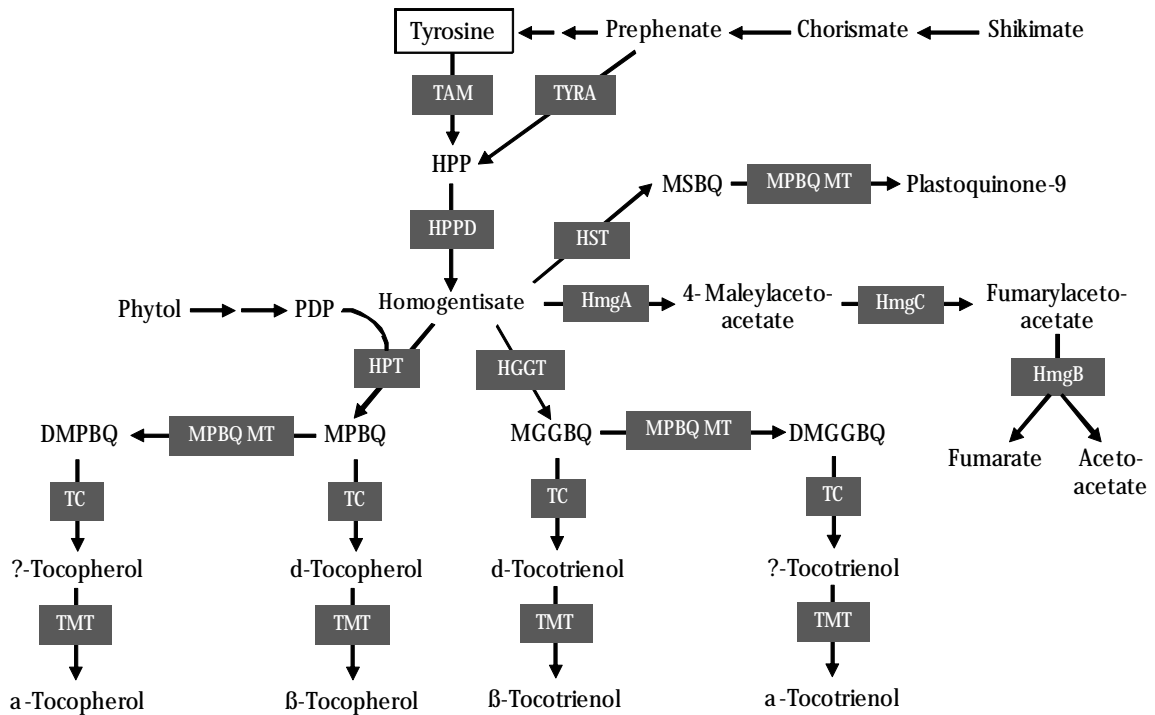 Tyrosine
Prephenate
Chorismate
Shikimate
TAM
TYRA
HPP
MSBQ
MPBQ MT
Plastoquinone-9
HPPD
HST
Phytol
PDP
Homogentisate
HmgA
4- Maleylaceto-
acetate
HmgC
Fumarylaceto-
acetate
HPT
HGGT
HmgB
DMPBQ
MPBQ MT
MPBQ
MGGBQ
MPBQ MT
DMGGBQ
Fumarate
Aceto-
acetate
TC
TC
TC
TC
?-Tocopherol
d-Tocopherol
d-Tocotrienol
?-Tocotrienol
TMT
TMT
TMT
TMT
a-Tocopherol
ß-Tocopherol
ß-Tocotrienol
a-Tocotrienol